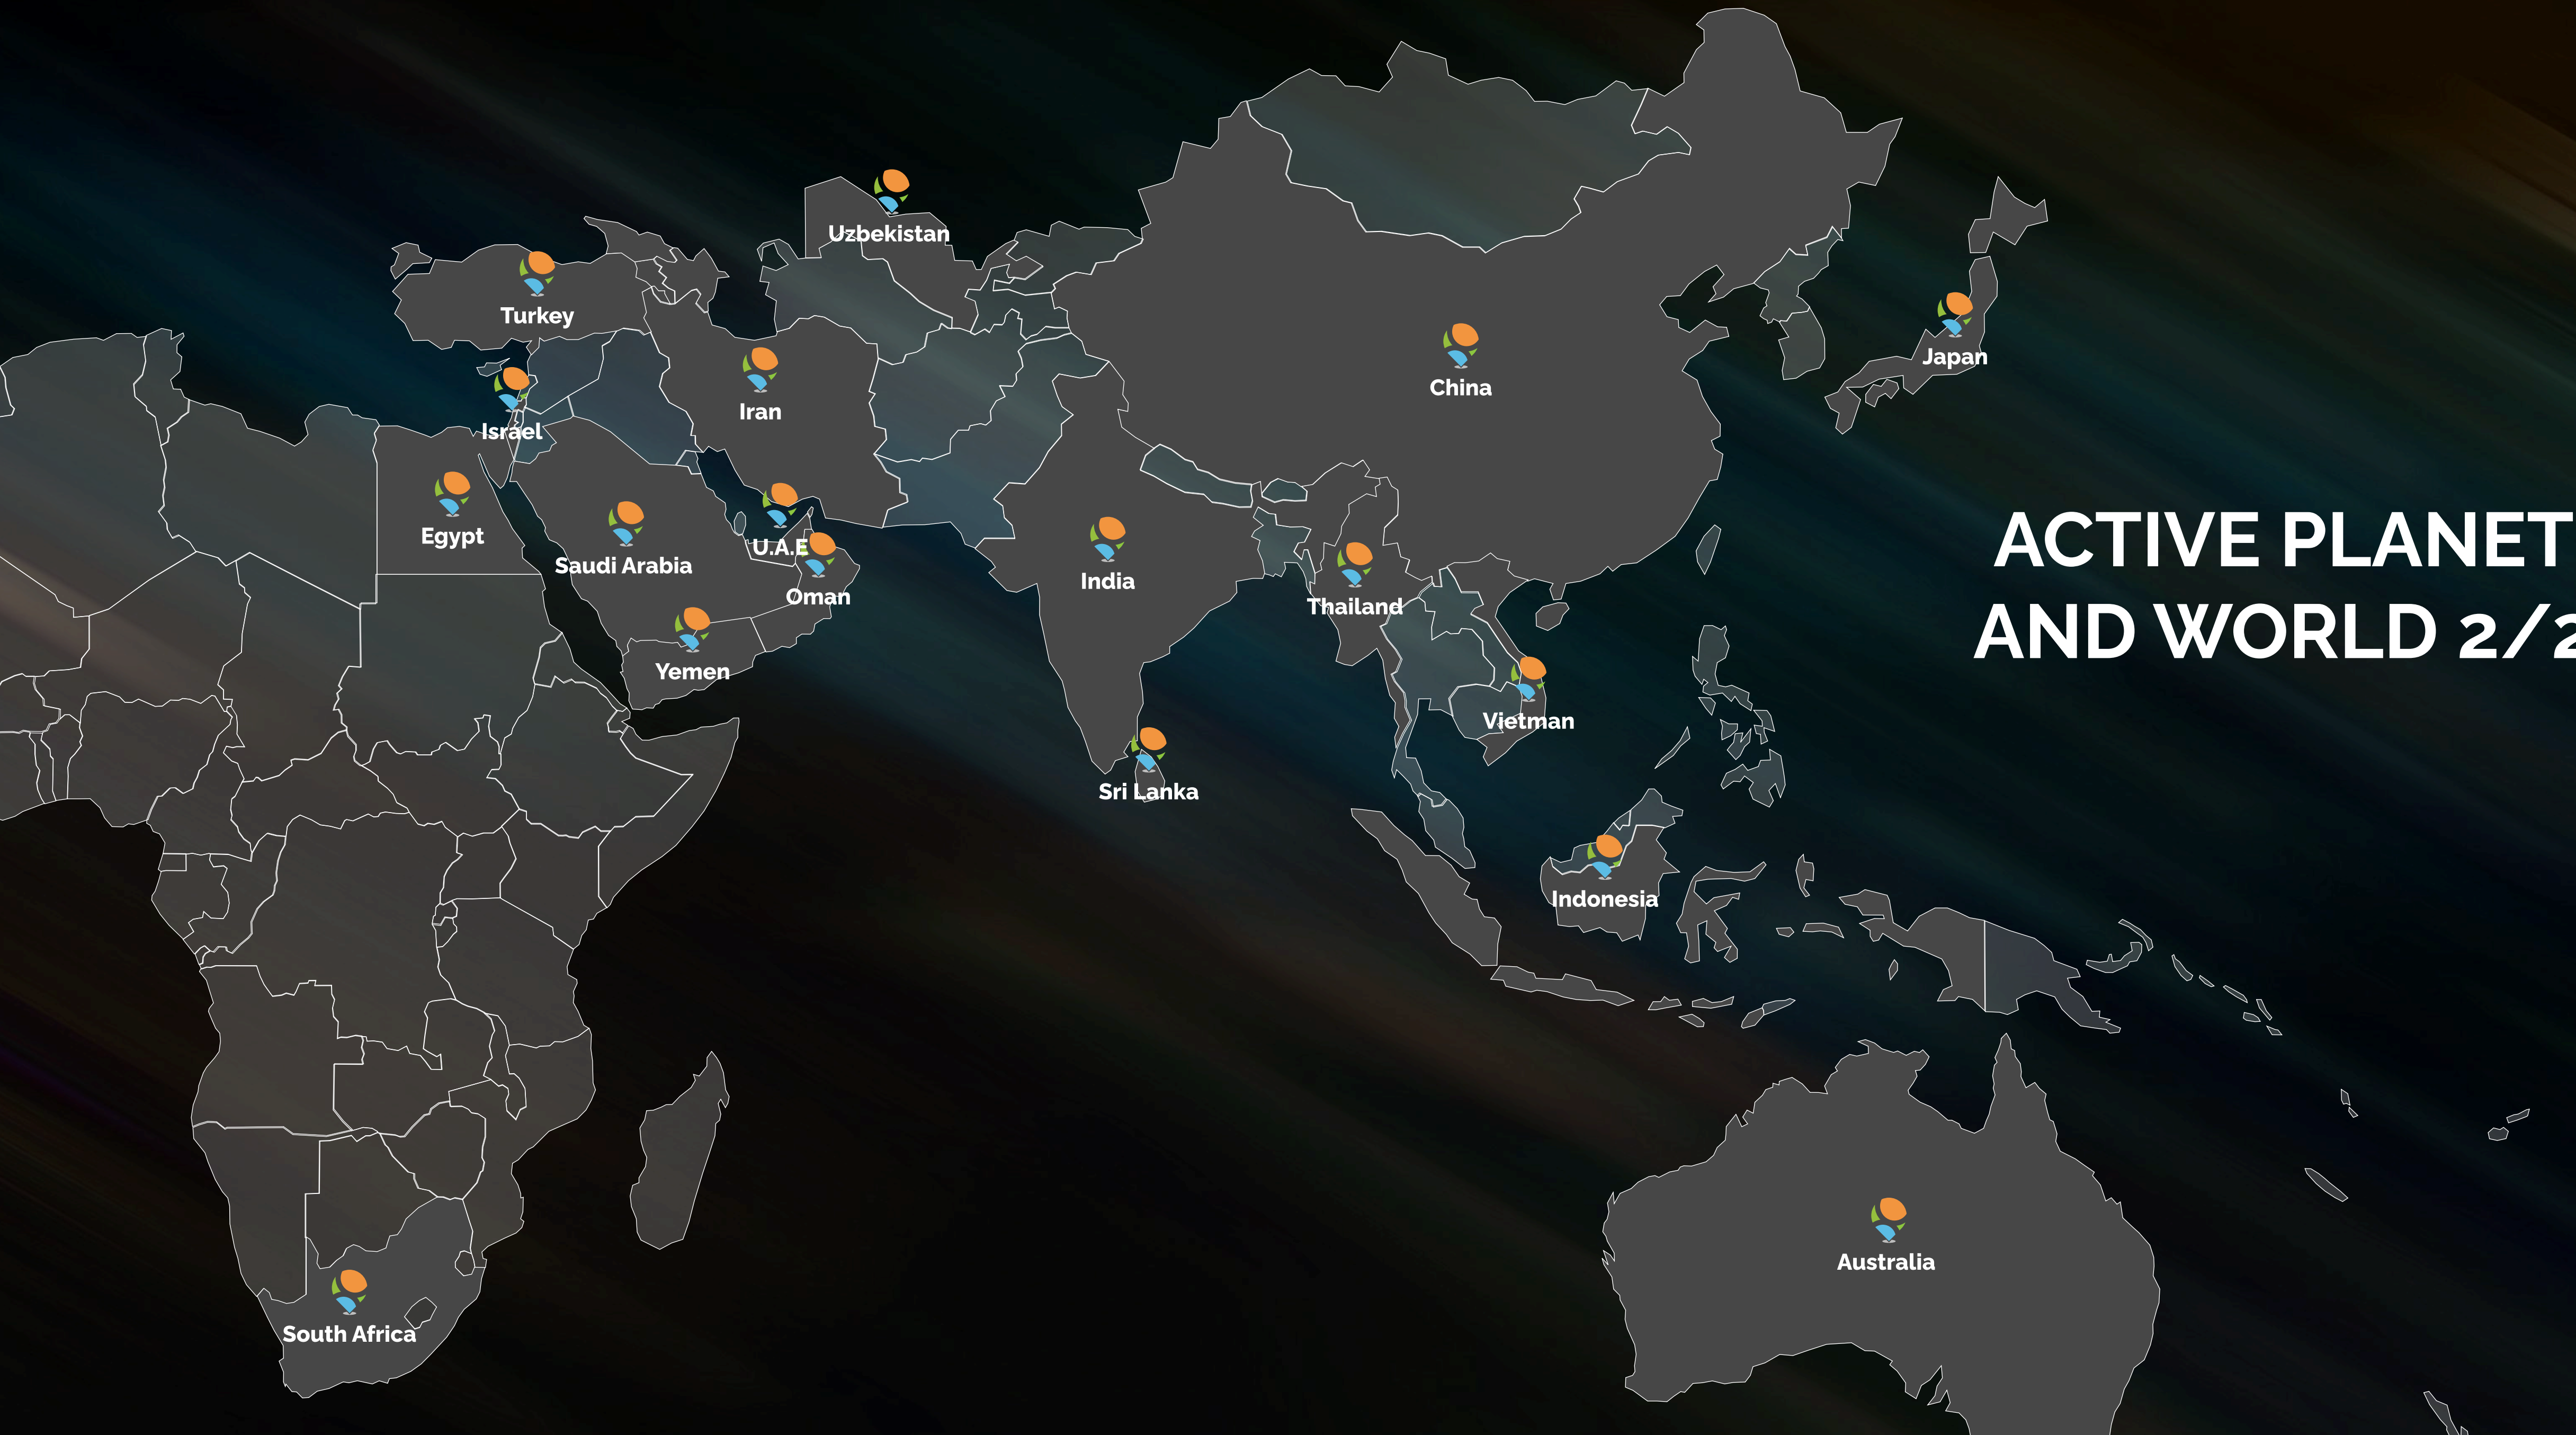 Uzbekistan
Turkey
Japan
China
Iran
Israel
Egypt
U.A.E
Saudi Arabia
India
Oman
Thailand
Yemen
Vietman
Sri Lanka
Indonesia
Australia
South Africa
ACTIVE PLANET
AND WORLD 2/2